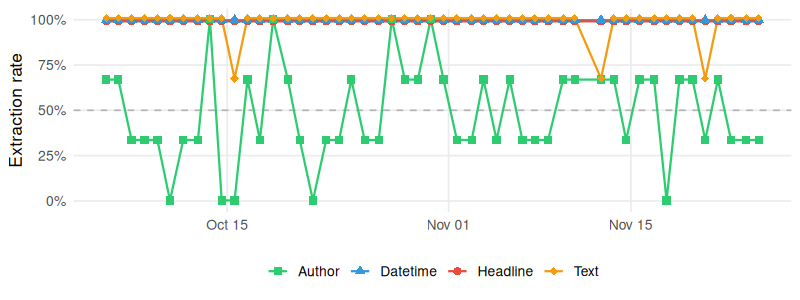 Extraction rate
100%
75%
50%
25%
0%
Oct 15
Nov 01
Nov 15
Author
Datetime
Headline
Text